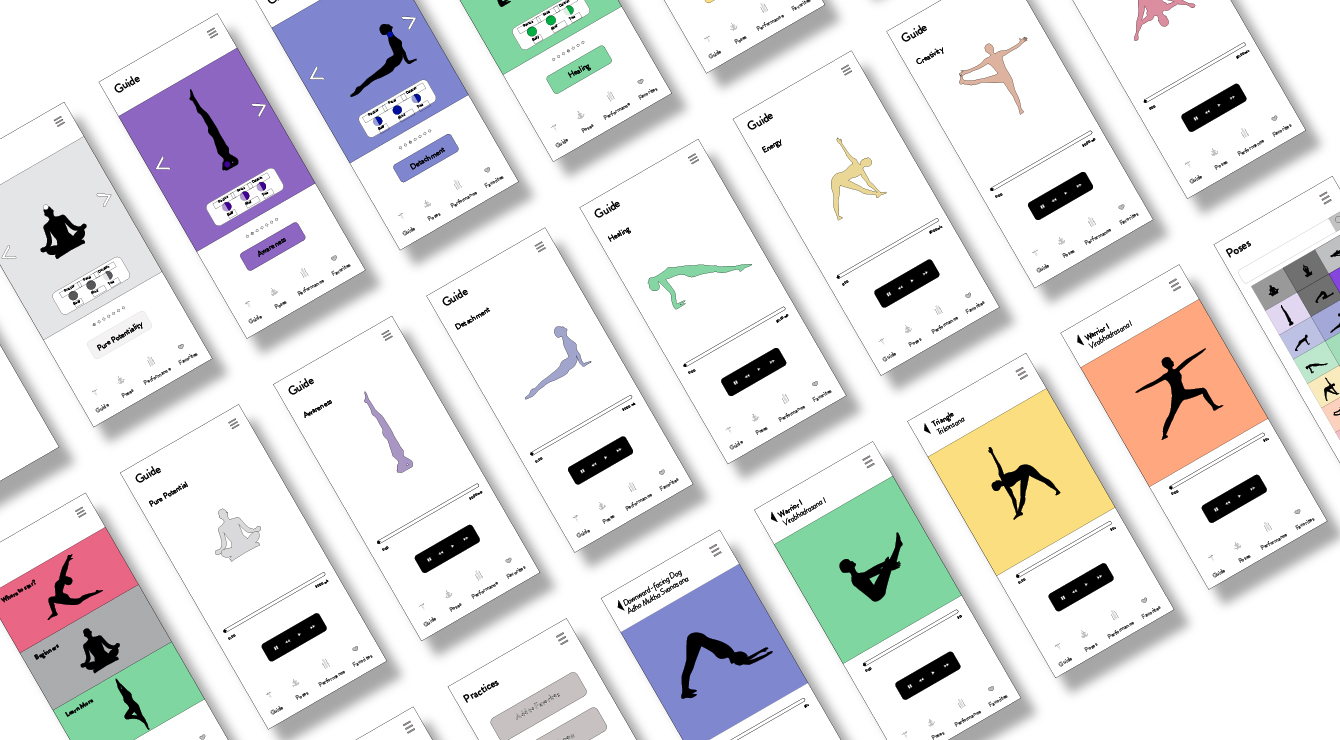 Guide
Awareness
Guide
Poses
Performance
Favorites
Detachment
Guide
Poses
Performance
Favorites
Healing
Guide
Poses
Performance
Favorites
Guide
Poses
Performance
Favorites
Pure Potentiality
Guide
Poses
Performance
Favorites
Guide
Creativity
Guide
Poses
Performance
Favorites
Guide
Energy
Guide
Poses
Performance
Favorites
Guide
Healing
Guide
Poses
Performance
Favorites
Guide
Detachment
Guide
Poses
Performance
Favorites
Guide
Awareness
Guide
Poses
Performance
Favorites
Guide
Pure Potential
Guide
Poses
Performance
Favorites
Guide
Poses
Performance
Favorites
Poses
Warrior I
Virabhadrasana I
Guide
Poses
Performance
Favorites
Triangle
Trikonsana
Guide
Poses
Performance
Favorites
Warrior I
Virabhadrasana I
Guide
Poses
Performance
Favorites
Downward-facing Dog
Adho Mukha Svanasana
Practices
Add to Favorites
Where to start?
Beginners
Learn More